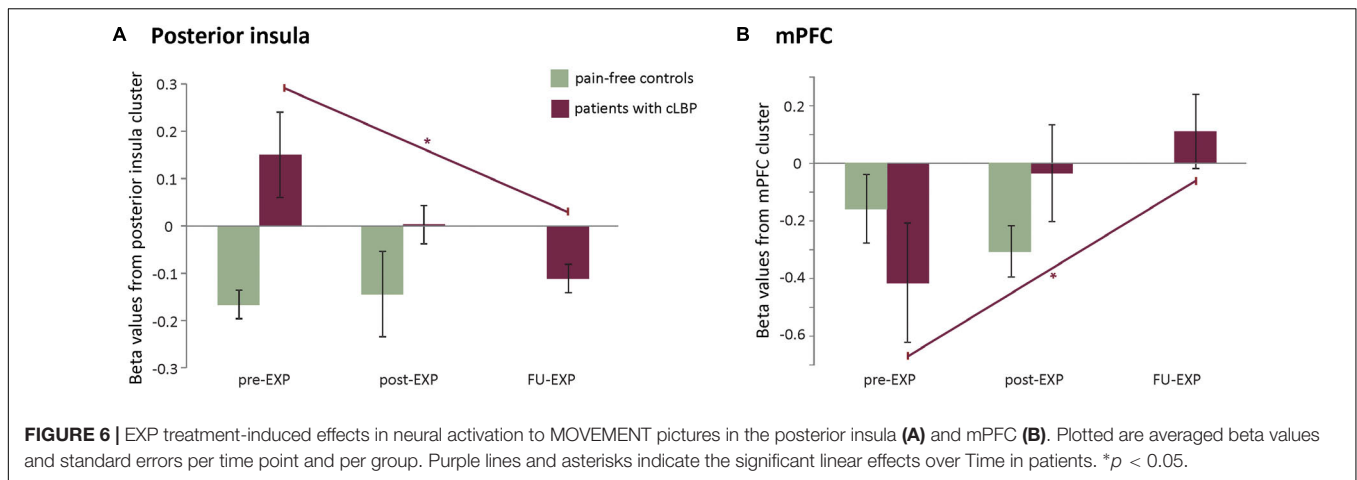 A Posterior insula
Beta values from posterior insula cluster
0.3
0.2
0.1
0
-0.1
-0.2
-0.3
pain-free controls
patients with cLBP
*
pre-EXP post-EXP FU-EXP
B mPFC
Beta values from mPFC cluster
0.2
0
-0.2
-0.4
-0.6
*
pre-EXP post-EXP FU-EXP
FIGURE 6 | EXP treatment-induced effects in neural activation to MOVEMENT pictures in the posterior insula (A) and mPFC (B). Plotted are averaged beta values
and standard errors per time point and per group. Purple lines and asterisks indicate the significant linear effects over Time in patients. *p < 0.05.